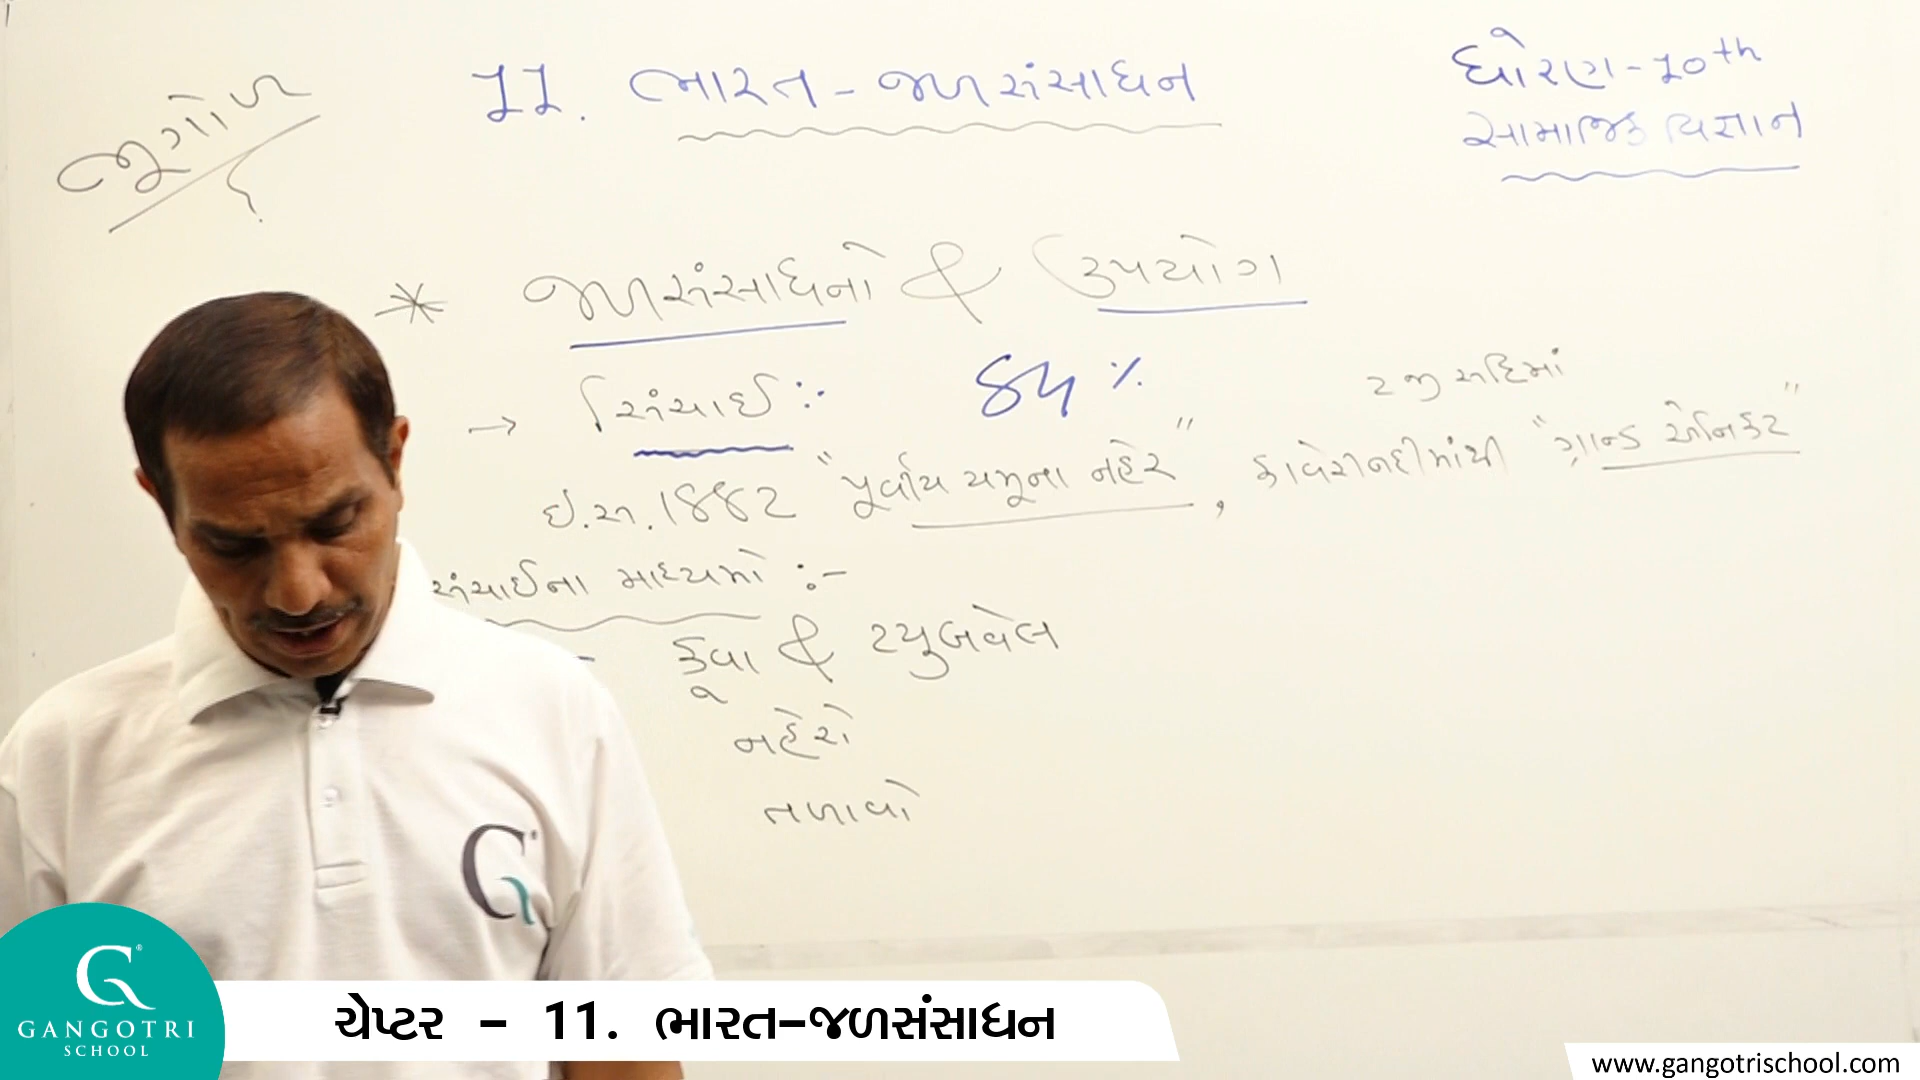 ભૂગોળ
11. ભારત - જળસંસાધન
ધોરણ - 10th
સામાજિક વિજ્ઞાન
* જળસંસાધનો & ઉપયોગ
→ સિંચાઈ :- 84 %
2જી સદિમાં
ઈ.સ. 1882 "પૂર્વીય યમુના નહેર" , કાવેરીનદીમાંથી "ગ્રાન્ડ એનિકટ"
સિંચાઈના માધ્યમો :-
- કૂવા & ટયુબવેલ
નહેરો
તળાવો
G
GANGOTRI
SCHOOL
ચેપ્ટર - 11. ભારત-જળસંસાધન
www.gangotrischool.com